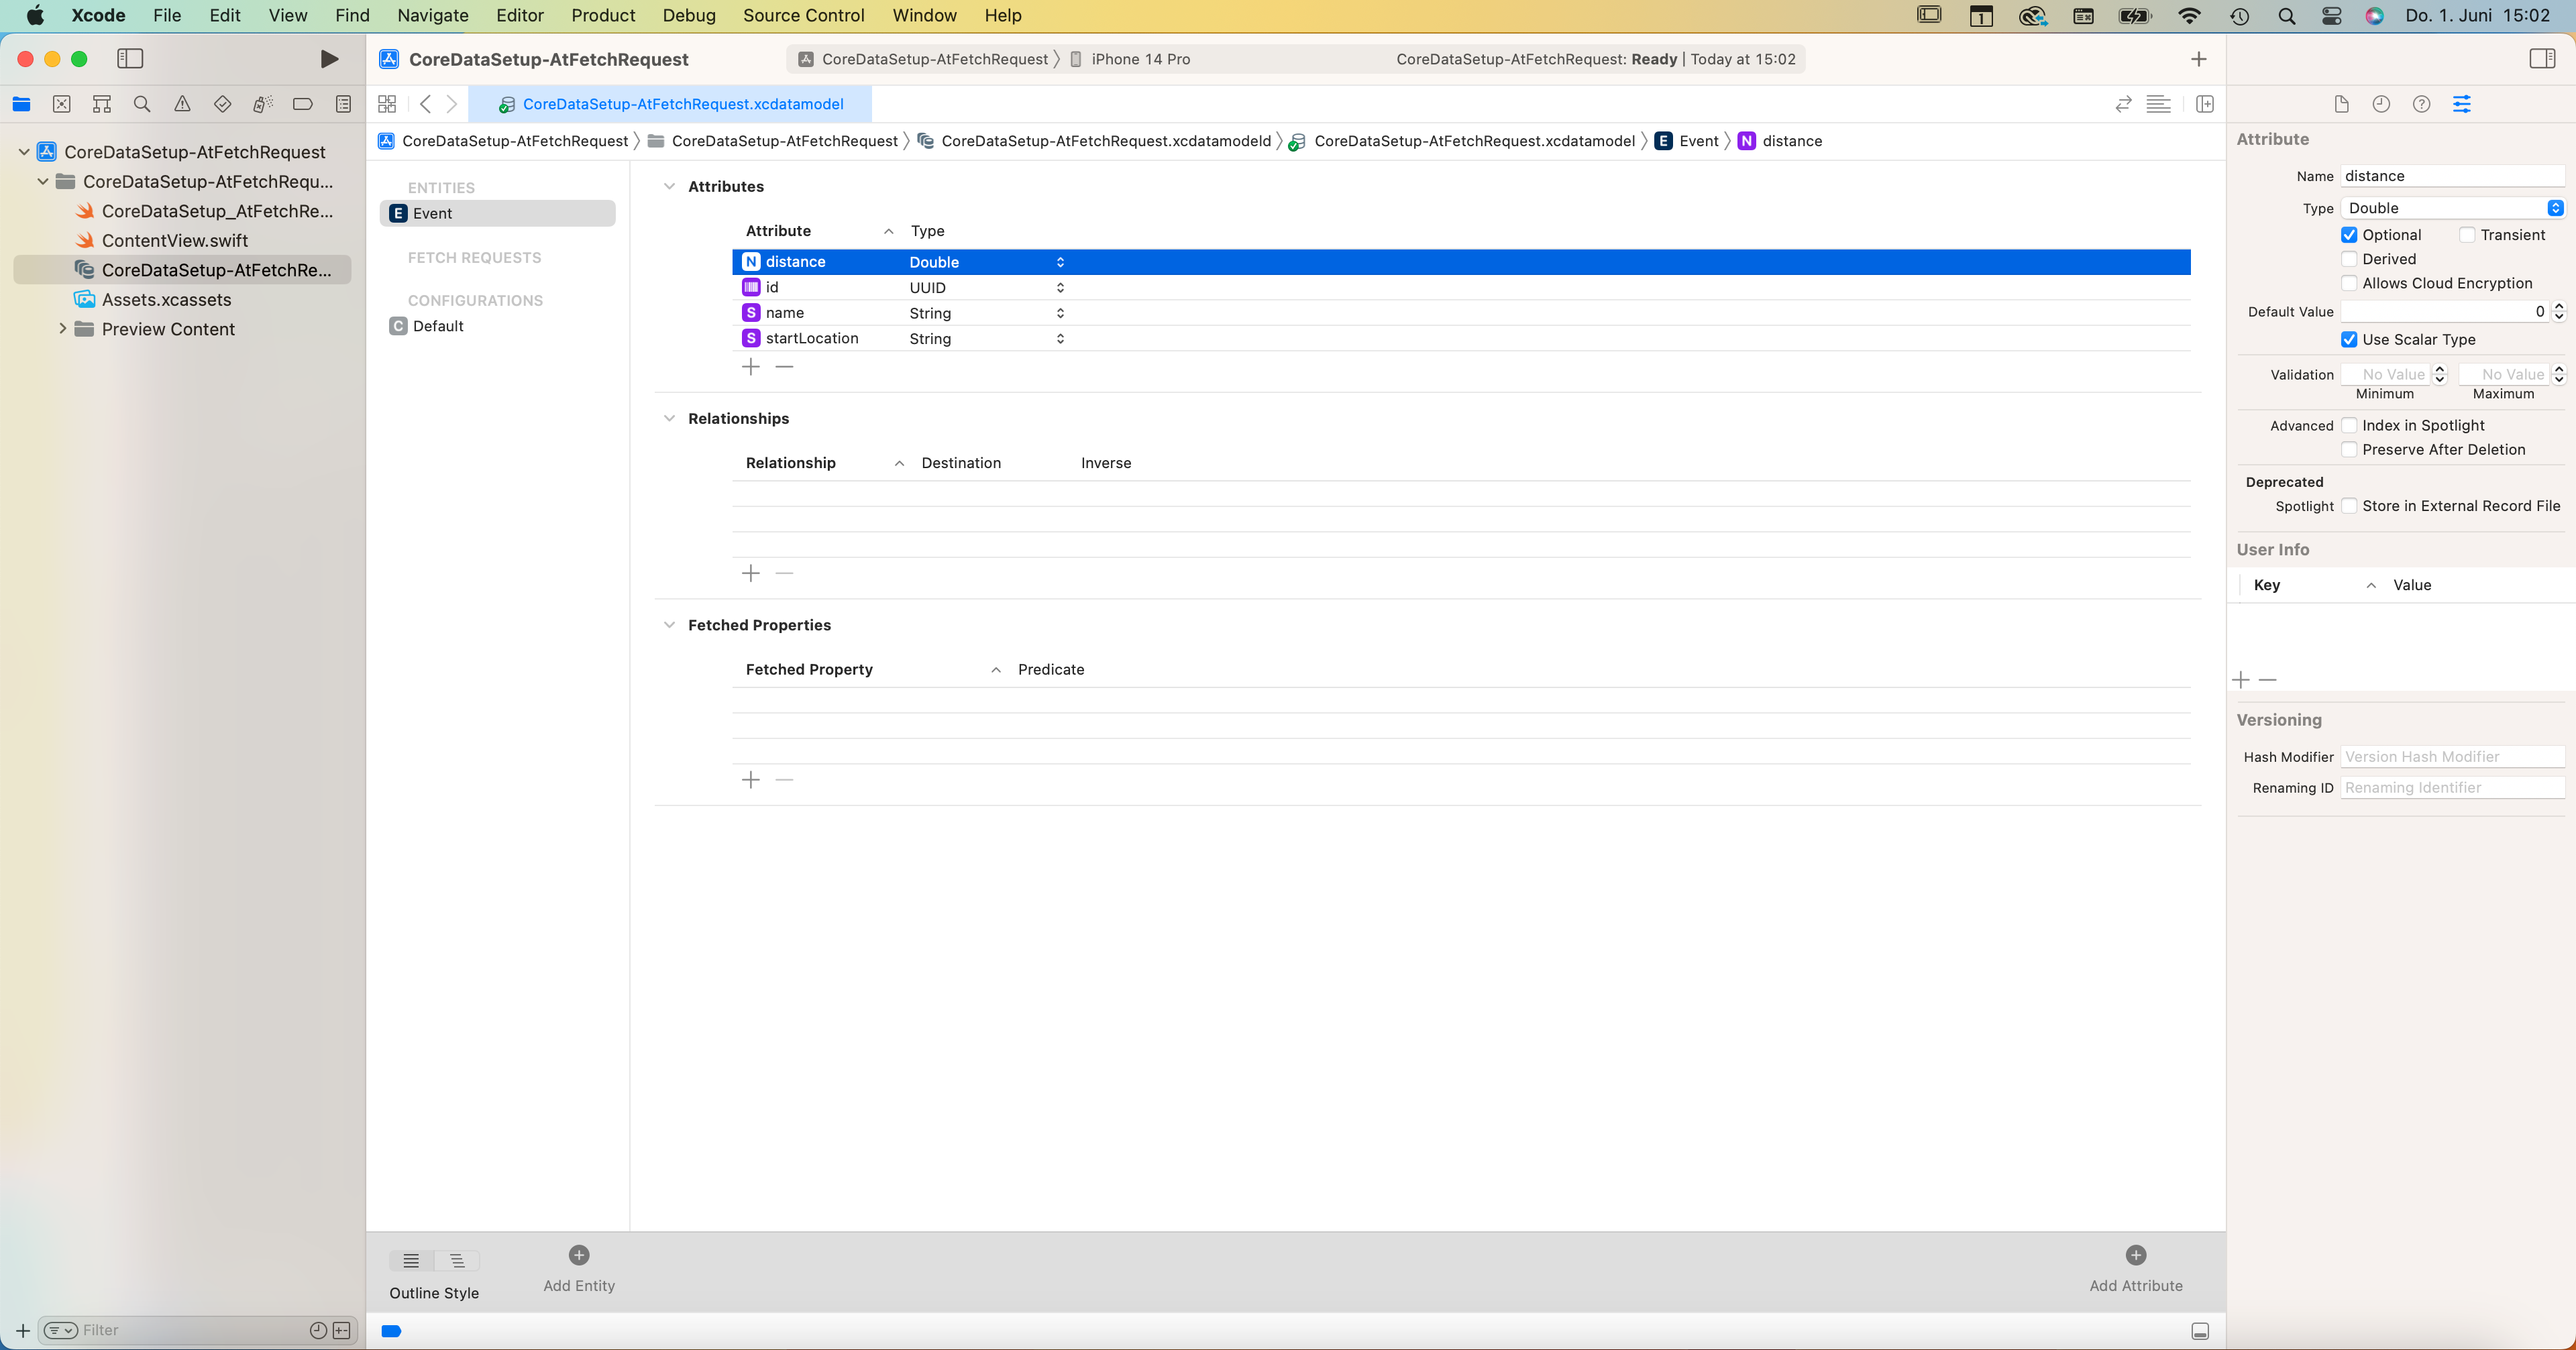 Xcode File Edit View Find Navigate Editor Product Debug Source Control Window Help 1 Do. 1. Juni 15:02
CoreDataSetup-AtFetchRequest CoreDataSetup-AtFetchRequest iPhone 14 Pro CoreDataSetup-AtFetchRequest: Ready | Today at 15:02
CoreDataSetup-AtFetchRequest.xcdatamodel
CoreDataSetup-AtFetchRequest CoreDataSetup-AtFetchRequest CoreDataSetup-AtFetchRequest.xcdatamodeld CoreDataSetup-AtFetchRequest.xcdatamodel E Event N distance
CoreDataSetup-AtFetchRequest
CoreDataSetup-AtFetchRequ...
CoreDataSetup_AtFetchRe...
ContentView.swift
CoreDataSetup-AtFetchRe...
Assets.xcassets
Preview Content
Filter
ENTITIES
E Event
FETCH REQUESTS
CONFIGURATIONS
C Default
Attributes
Attribute Type
N distance Double
id UUID
S name String
S startLocation String
Relationships
Relationship Destination Inverse
Fetched Properties
Fetched Property Predicate
Outline Style
Add Entity
Add Attribute
Attribute
Name distance
Type Double
Optional Transient
Derived
Allows Cloud Encryption
Default Value 0
Use Scalar Type
Validation No Value No Value
Minimum Maximum
Advanced Index in Spotlight
Preserve After Deletion
Deprecated
Spotlight Store in External Record File
User Info
Key Value
Versioning
Hash Modifier Version Hash Modifier
Renaming ID Renaming Identifier